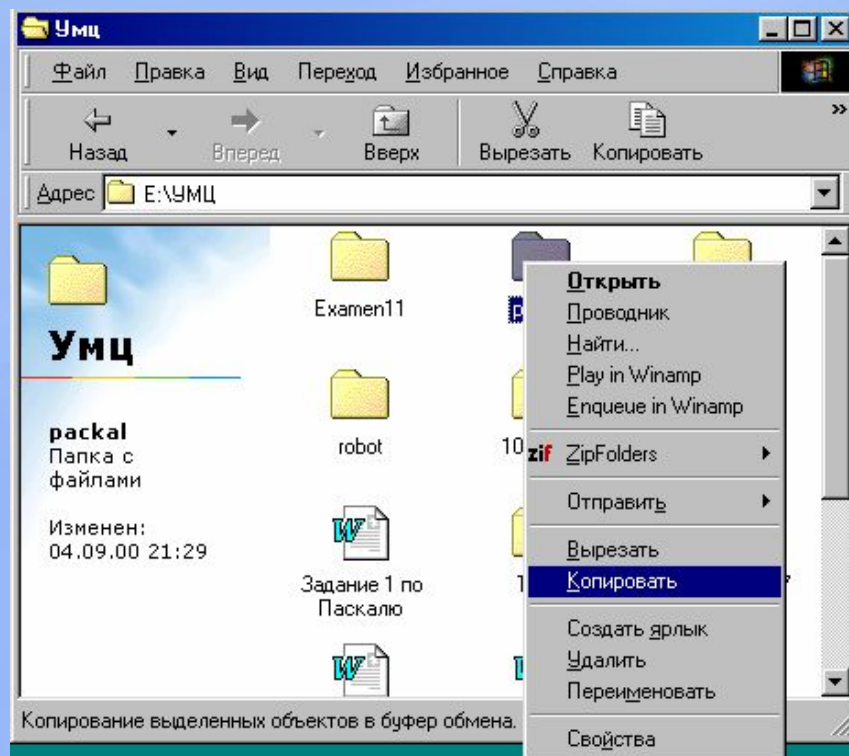 Умц
Файл Правка Вид Переход Избранное Справка
Назад Вперед Вверх Вырезать Копировать »
Адрес E:\УМЦ
Умц
packal
Папка с
файлами
Изменен:
04.09.00 21:29
Examen11
robot
10
Задание 1 по
Паскалю
Открыть
Проводник
Найти...
Play in Winamp
Enqueue in Winamp
zif ZipFolders
Отправить
Вырезать
Копировать
Создать ярлык
Удалить
Переименовать
Свойства
Копирование выделенных объектов в буфер обмена.